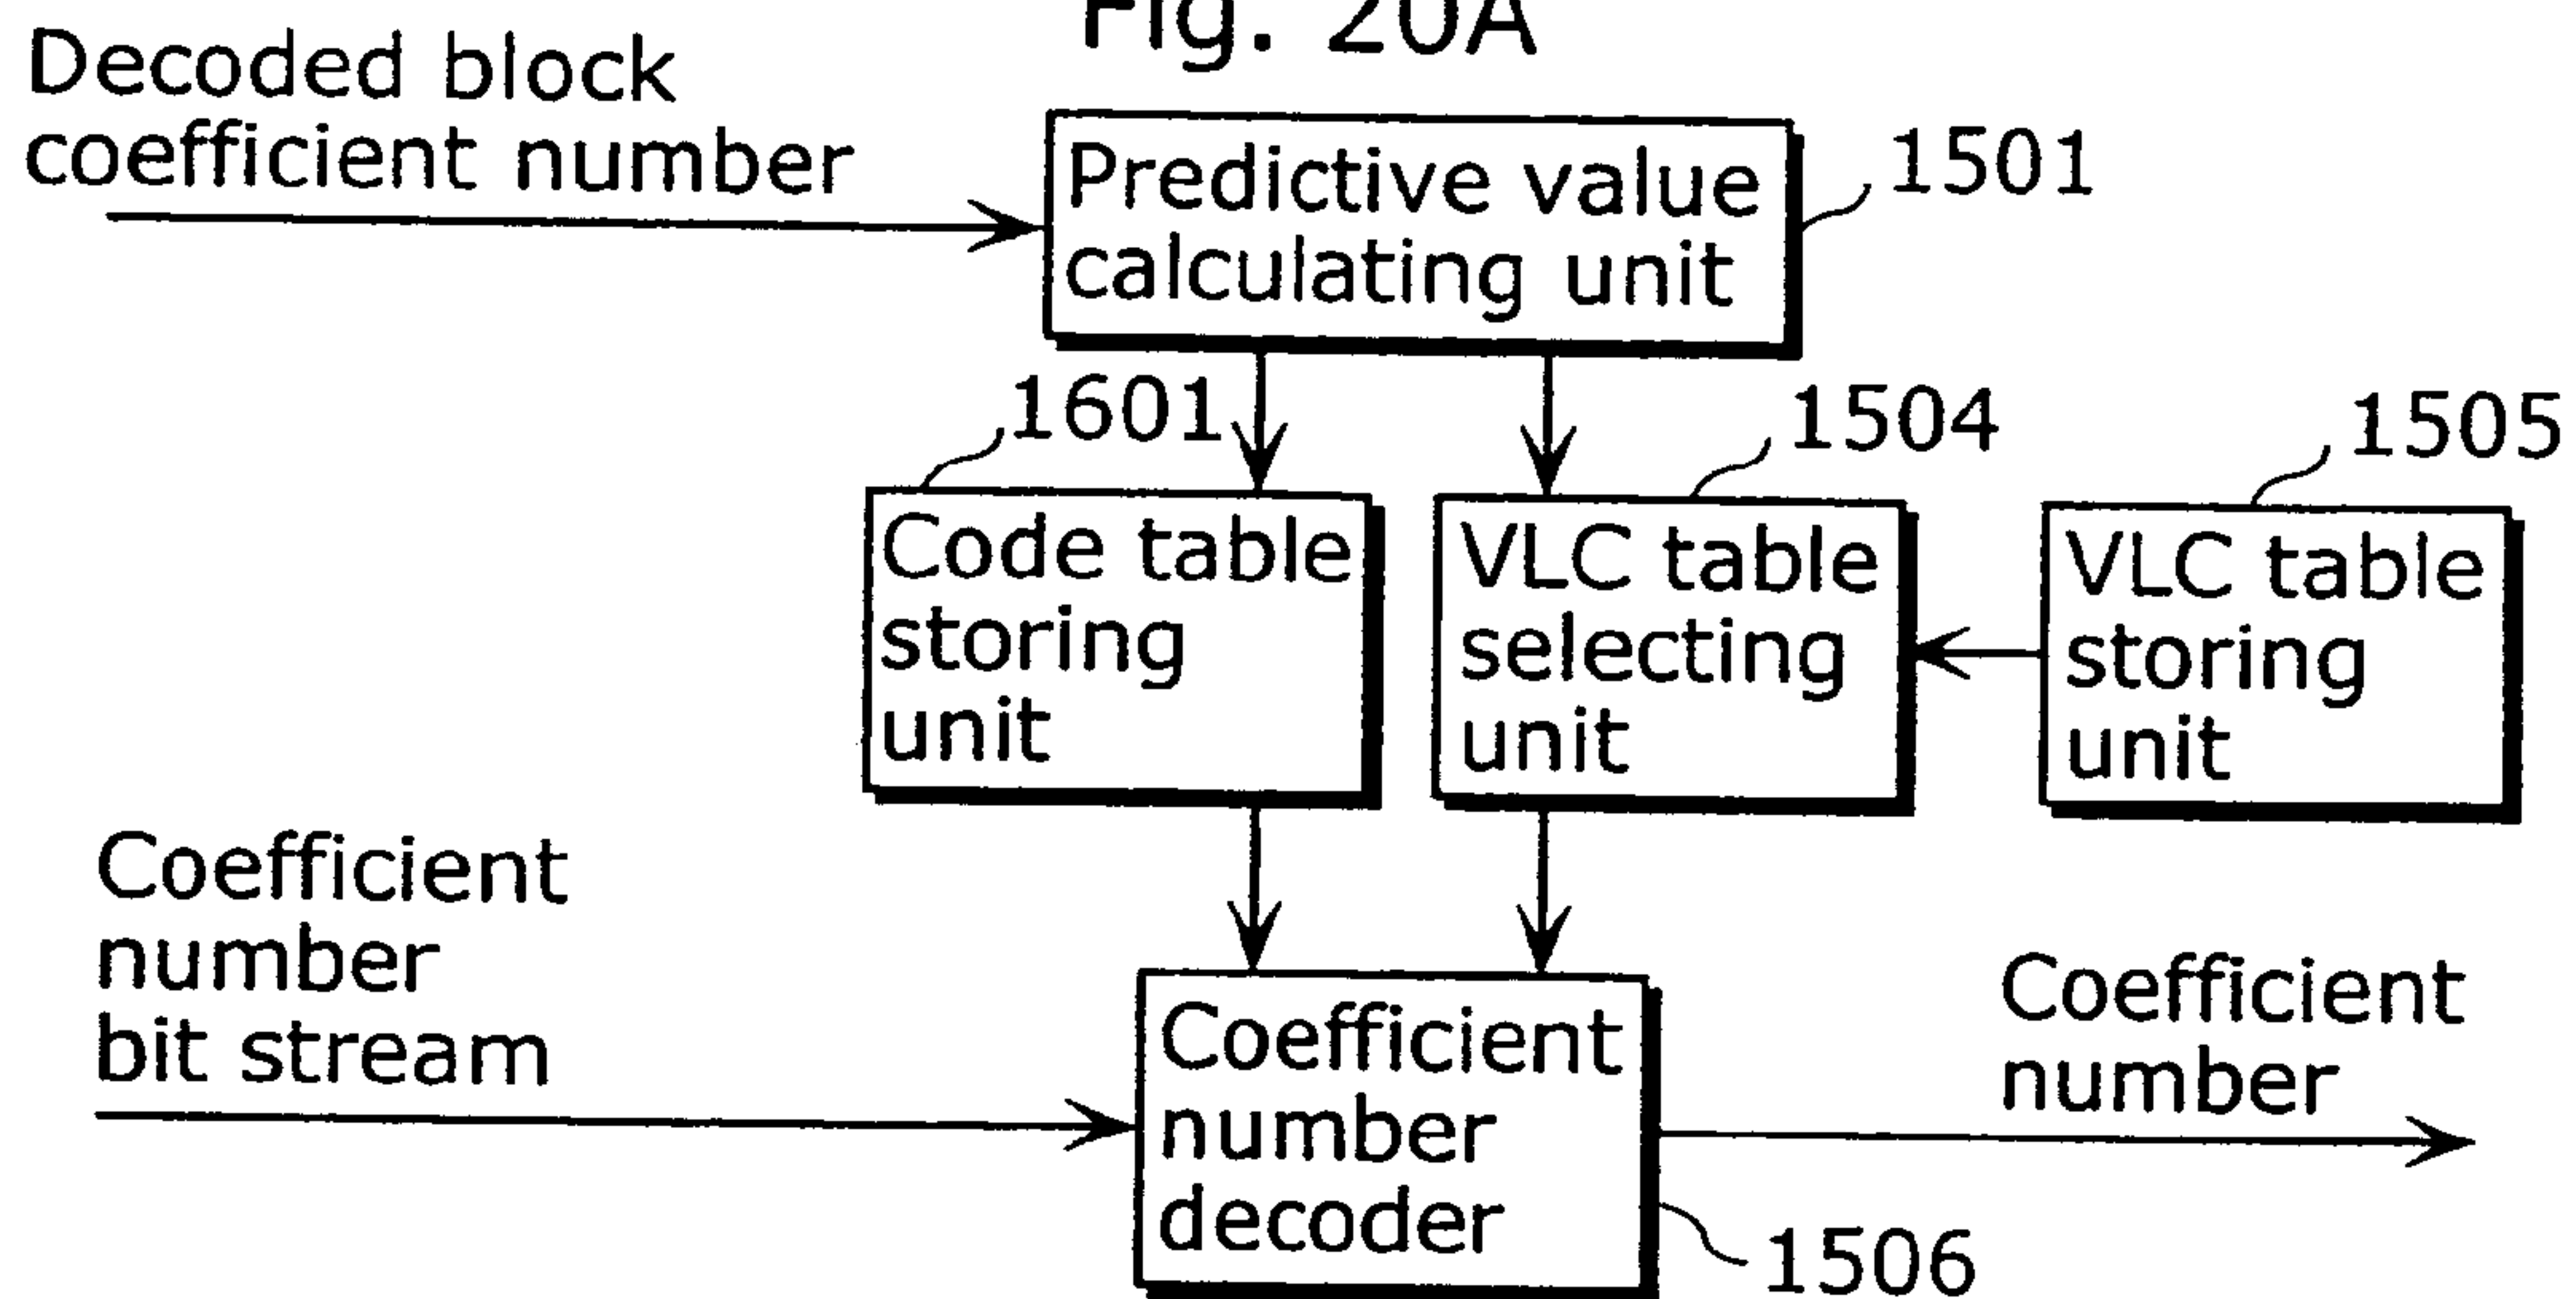 Fig. 20A
Decoded block
coefficient number
Predictive value
calculating unit
1501
1601
1504
1505
Code table
storing
unit
VLC table
selecting
unit
VLC table
storing
unit
Coefficient
number
bit stream
Coefficient
number
decoder
Coefficient
number
1506